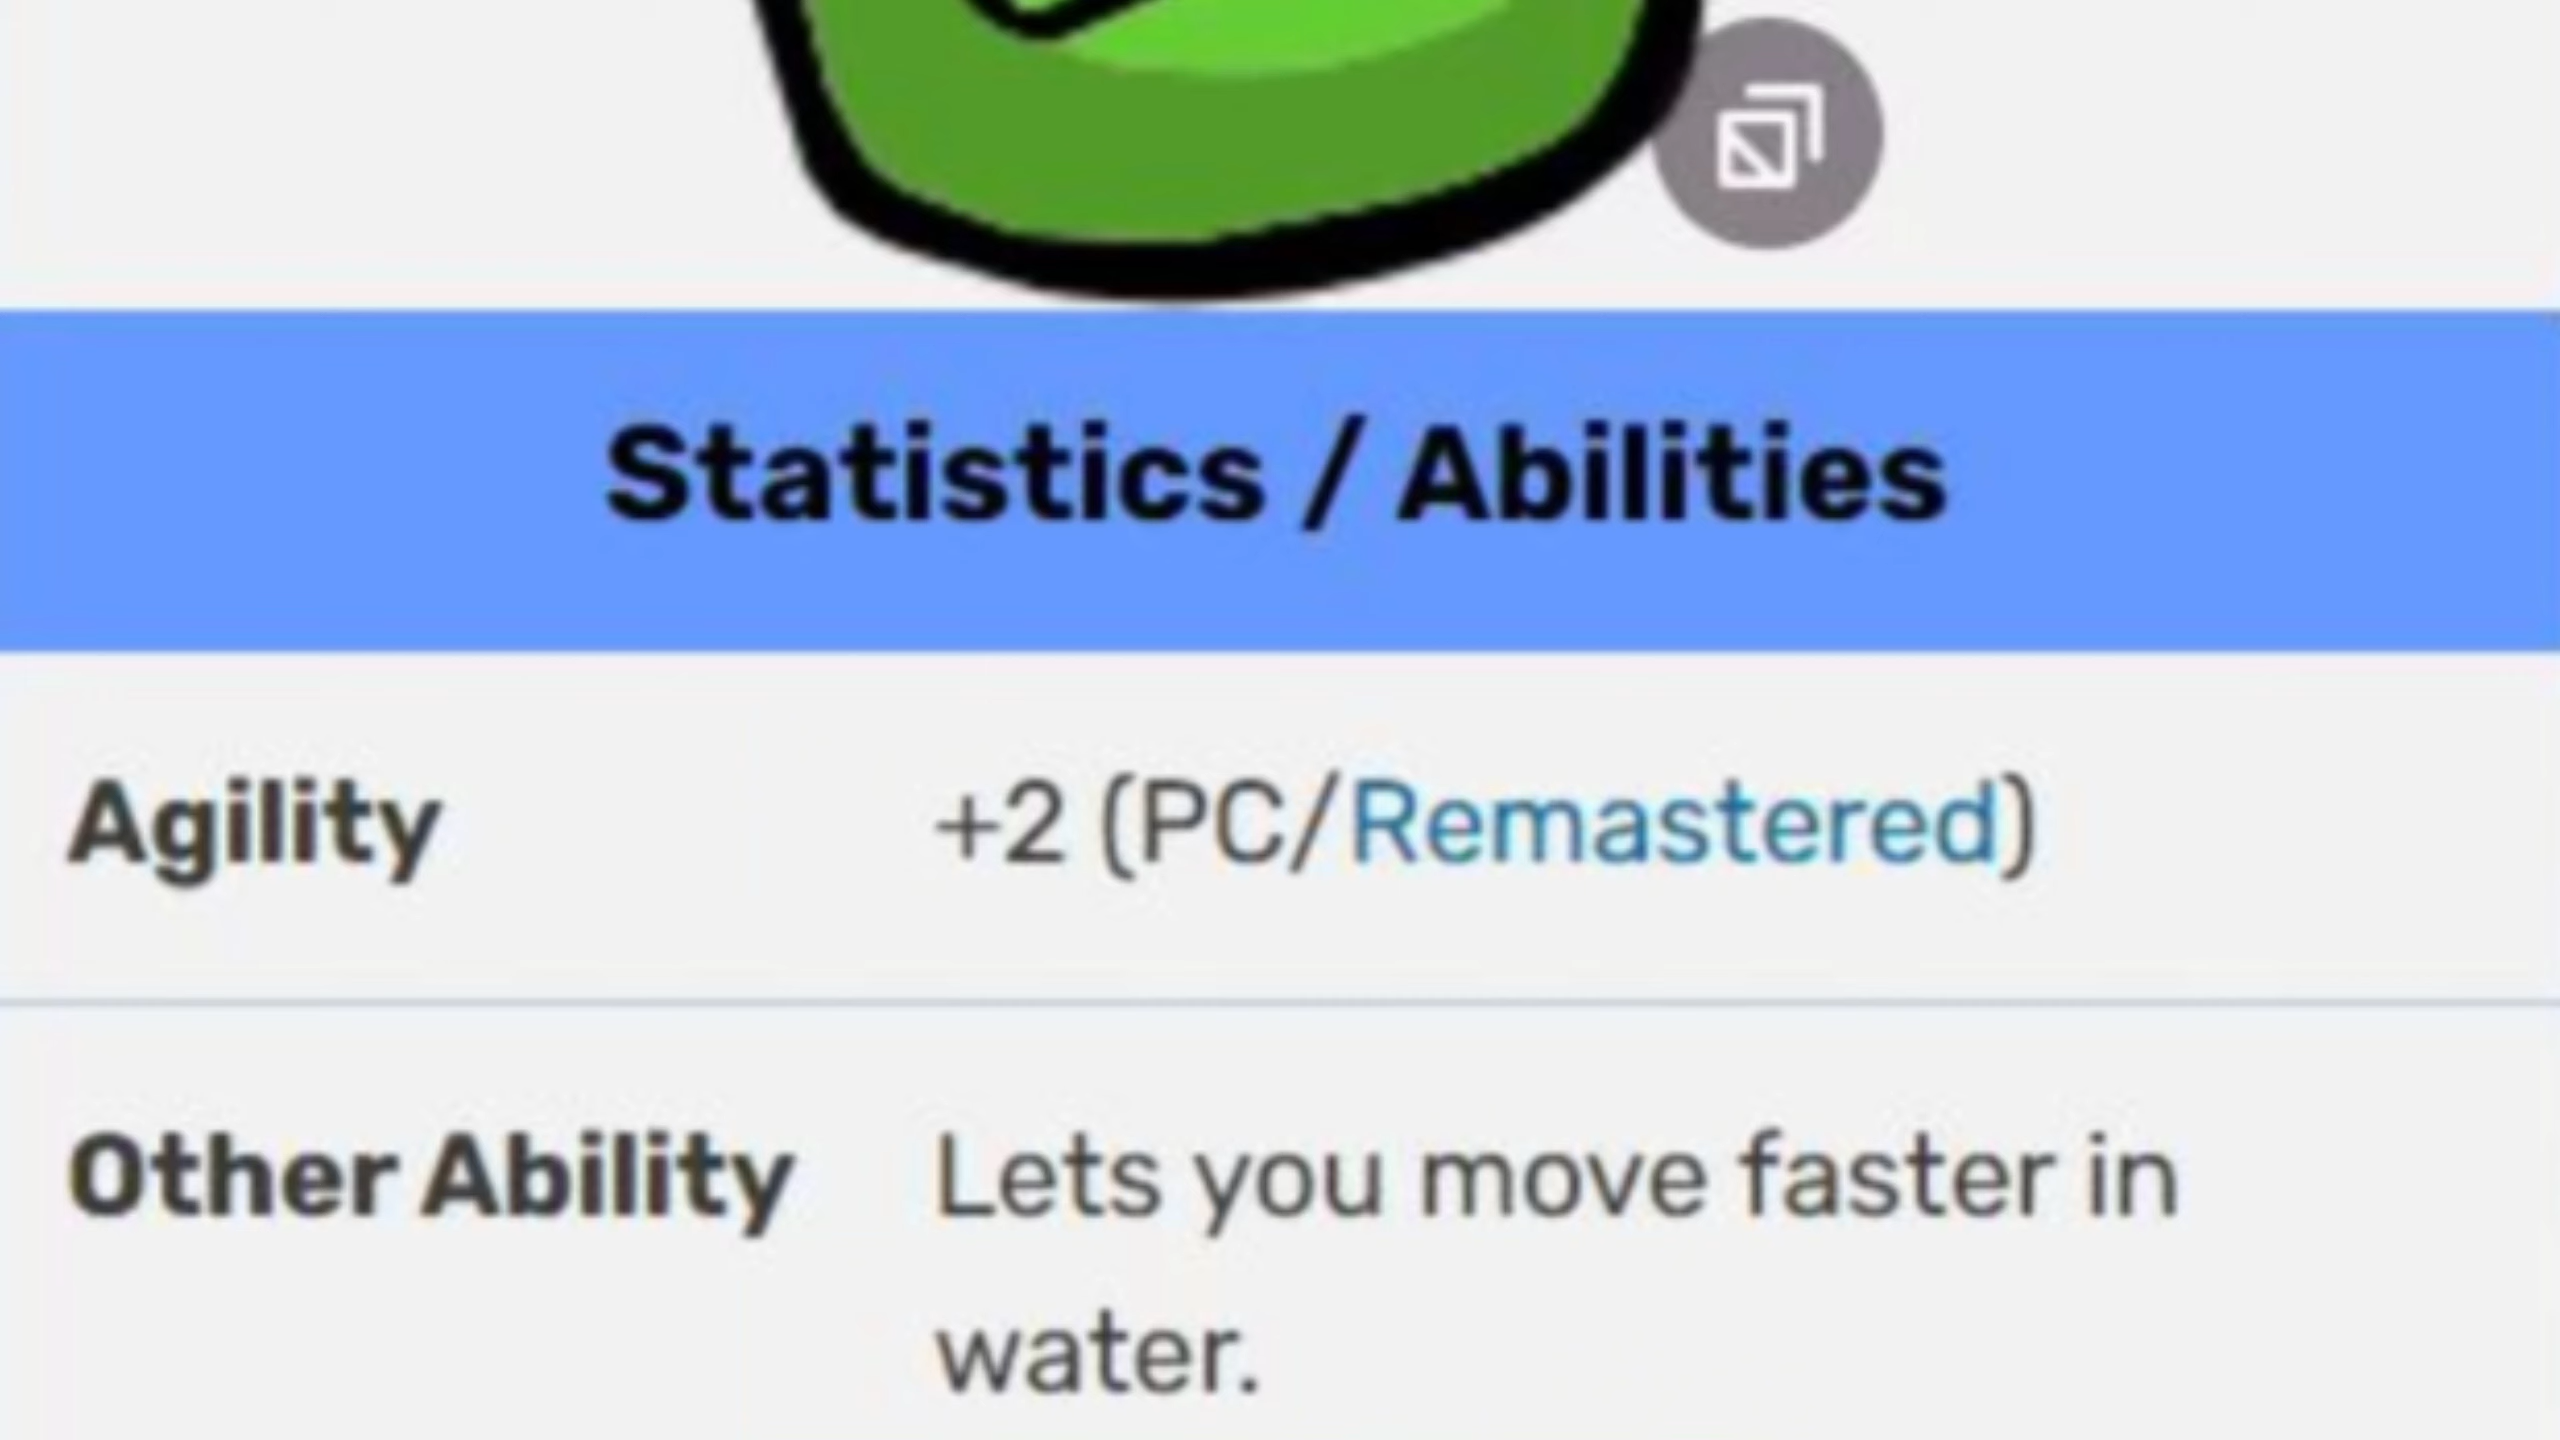 Statistics / Abilities
Agility +2 (PC/Remastered)
Other Ability Lets you move faster in
water.